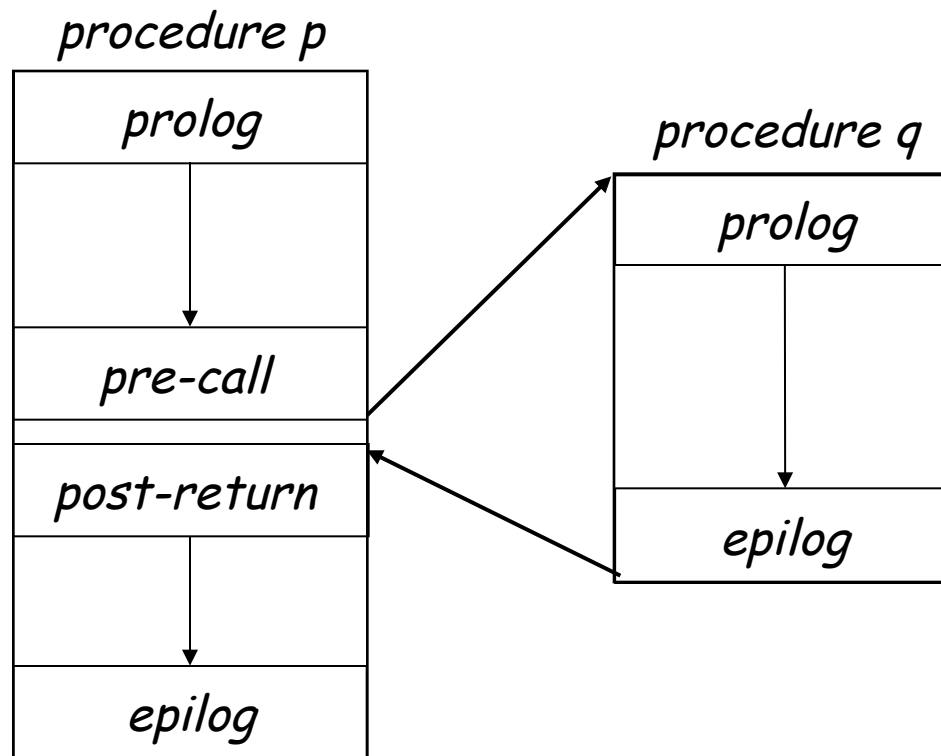 procedure p
prolog
pre-call
post-return
epilog
procedure q
prolog
epilog